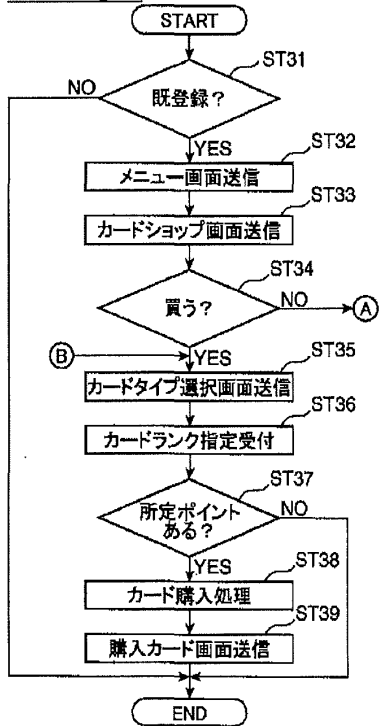 START
ST31
NO
既登録?
YES
ST32
メニュー画面送信
ST33
カードショップ画面送信
ST34
買う?
NO
A
B
YES
ST35
カードタイプ選択画面送信
ST36
カードランク指定受付
ST37
所定ポイント
ある?
NO
YES
ST38
カード購入処理
ST39
購入カード画面送信
END